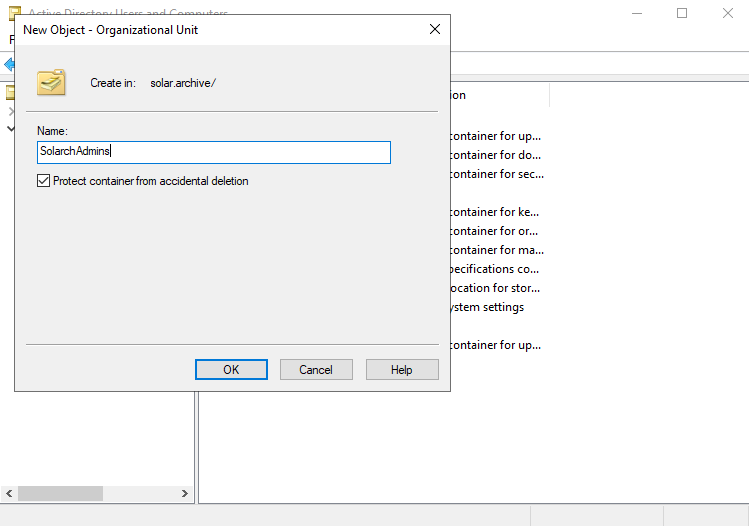 Active Directory Users and Computers
New Object - Organizational Unit
F
Create in: solar.archive/
Name:
SolarchAdmins
Protect container from accidental deletion
OK
Cancel
Help
ion
container for up...
container for do...
container for sec...
container for ke...
container for or...
container for ma...
pecifications co...
location for stor...
ystem settings
container for up...